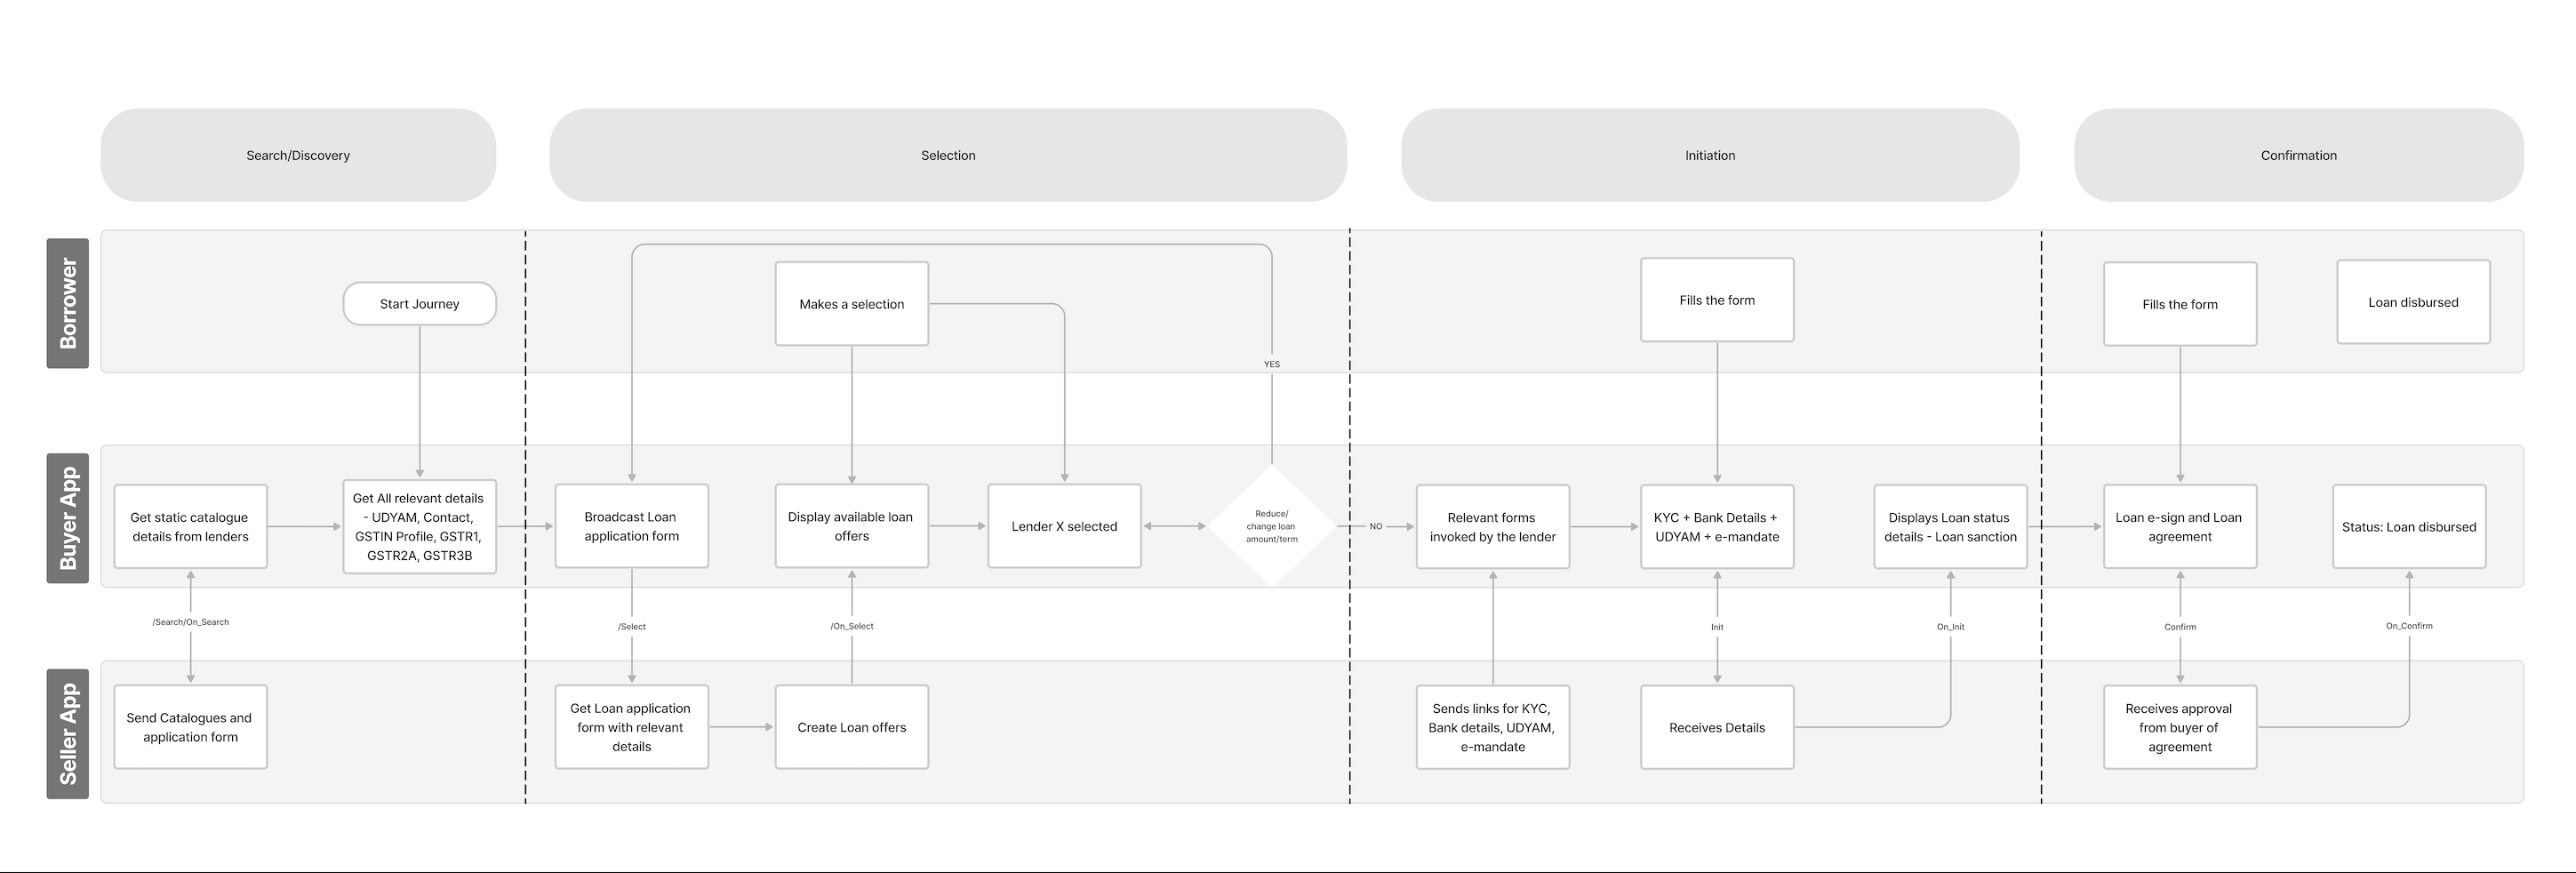 Search/Discovery
Selection
Initiation
Confirmation
Borrower
Start Journey
Makes a selection
YES
Fills the form
Fills the form
Loan disbursed
Buyer App
Get static catalogue
details from lenders
Get All relevant details
- UDYAM, Contact,
GSTIN Profile, GSTR1,
GSTR2A, GSTR3B
Broadcast Loan
application form
Display available loan
offers
Lender X selected
Reduce/
change loan
amount/term
NO
Relevant forms
invoked by the lender
KYC + Bank Details +
UDYAM + e-mandate
Displays Loan status
details - Loan sanction
Loan e-sign and Loan
agreement
Status: Loan disbursed
/Search/On_Search
/Select
/On_Select
Init
On_Init
Confirm
On_Confirm
Seller App
Send Catalogues and
application form
Get Loan application
form with relevant
details
Create Loan offers
Sends links for KYC,
Bank details, UDYAM,
e-mandate
Receives Details
Receives approval
from buyer of
agreement